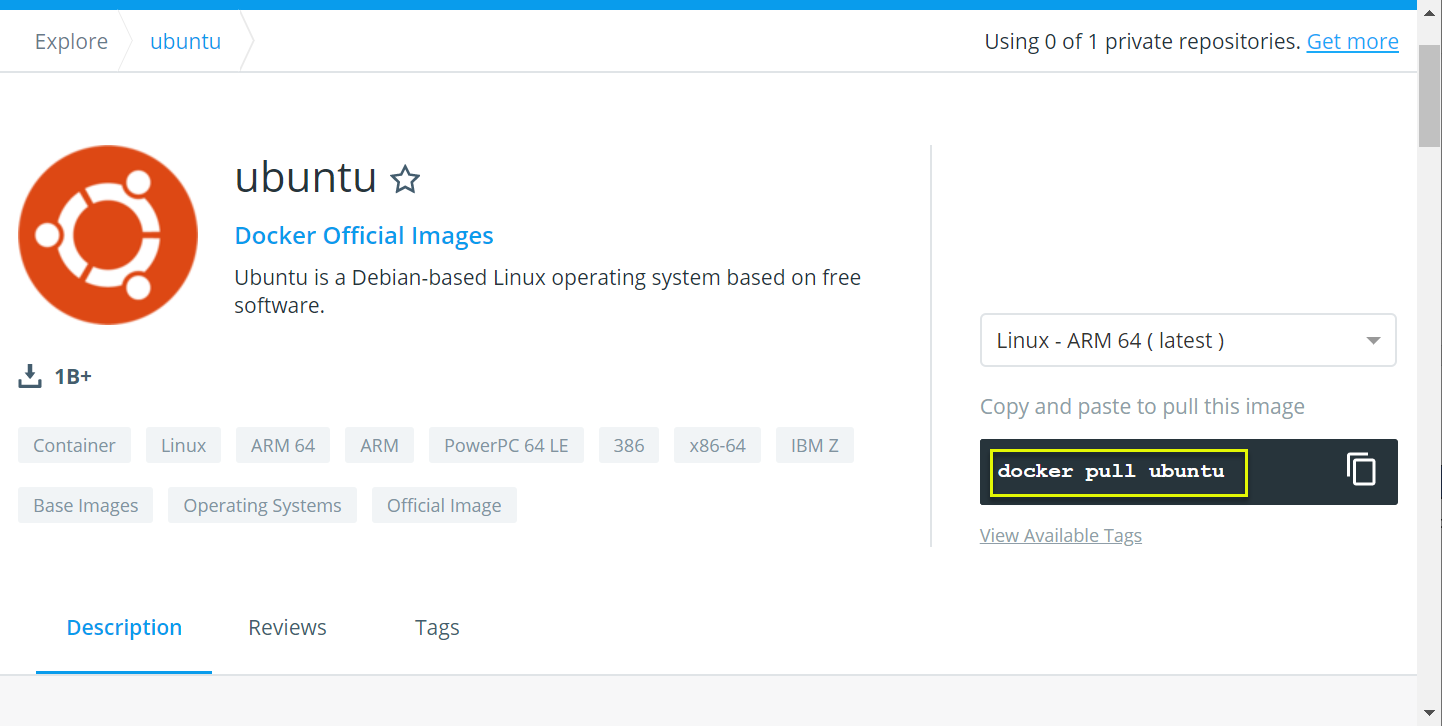 Explore
ubuntu
Using 0 of 1 private repositories. Get more
ubuntu
Docker Official Images
Ubuntu is a Debian-based Linux operating system based on free
software.
1B+
Container
Linux
ARM 64
ARM
PowerPC 64 LE
386
x86-64
IBM Z
Base Images
Operating Systems
Official Image
Linux - ARM 64 ( latest )
Copy and paste to pull this image
docker pull ubuntu
View Available Tags
Description
Reviews
Tags